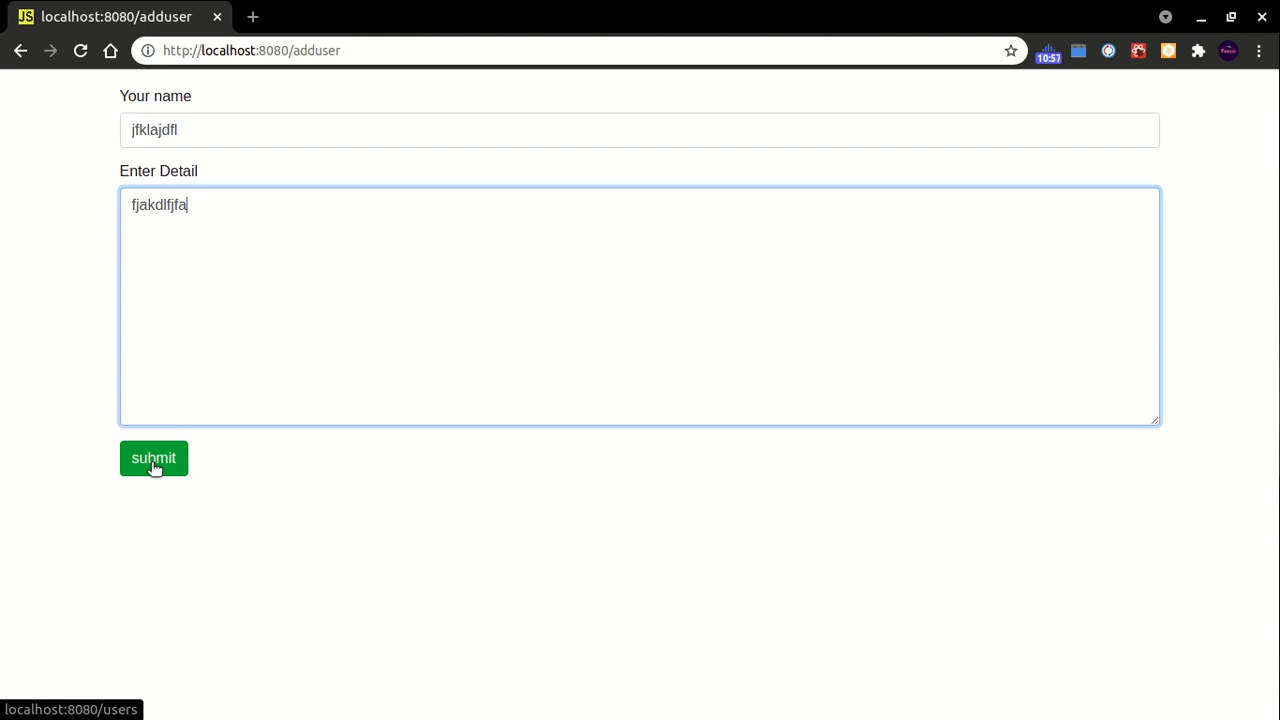 JS localhost:8080/adduser
http://localhost:8080/adduser
10:57
Your name
jfklajdfl
Enter Detail
fjakdlfjfa
submit
localhost:8080/users